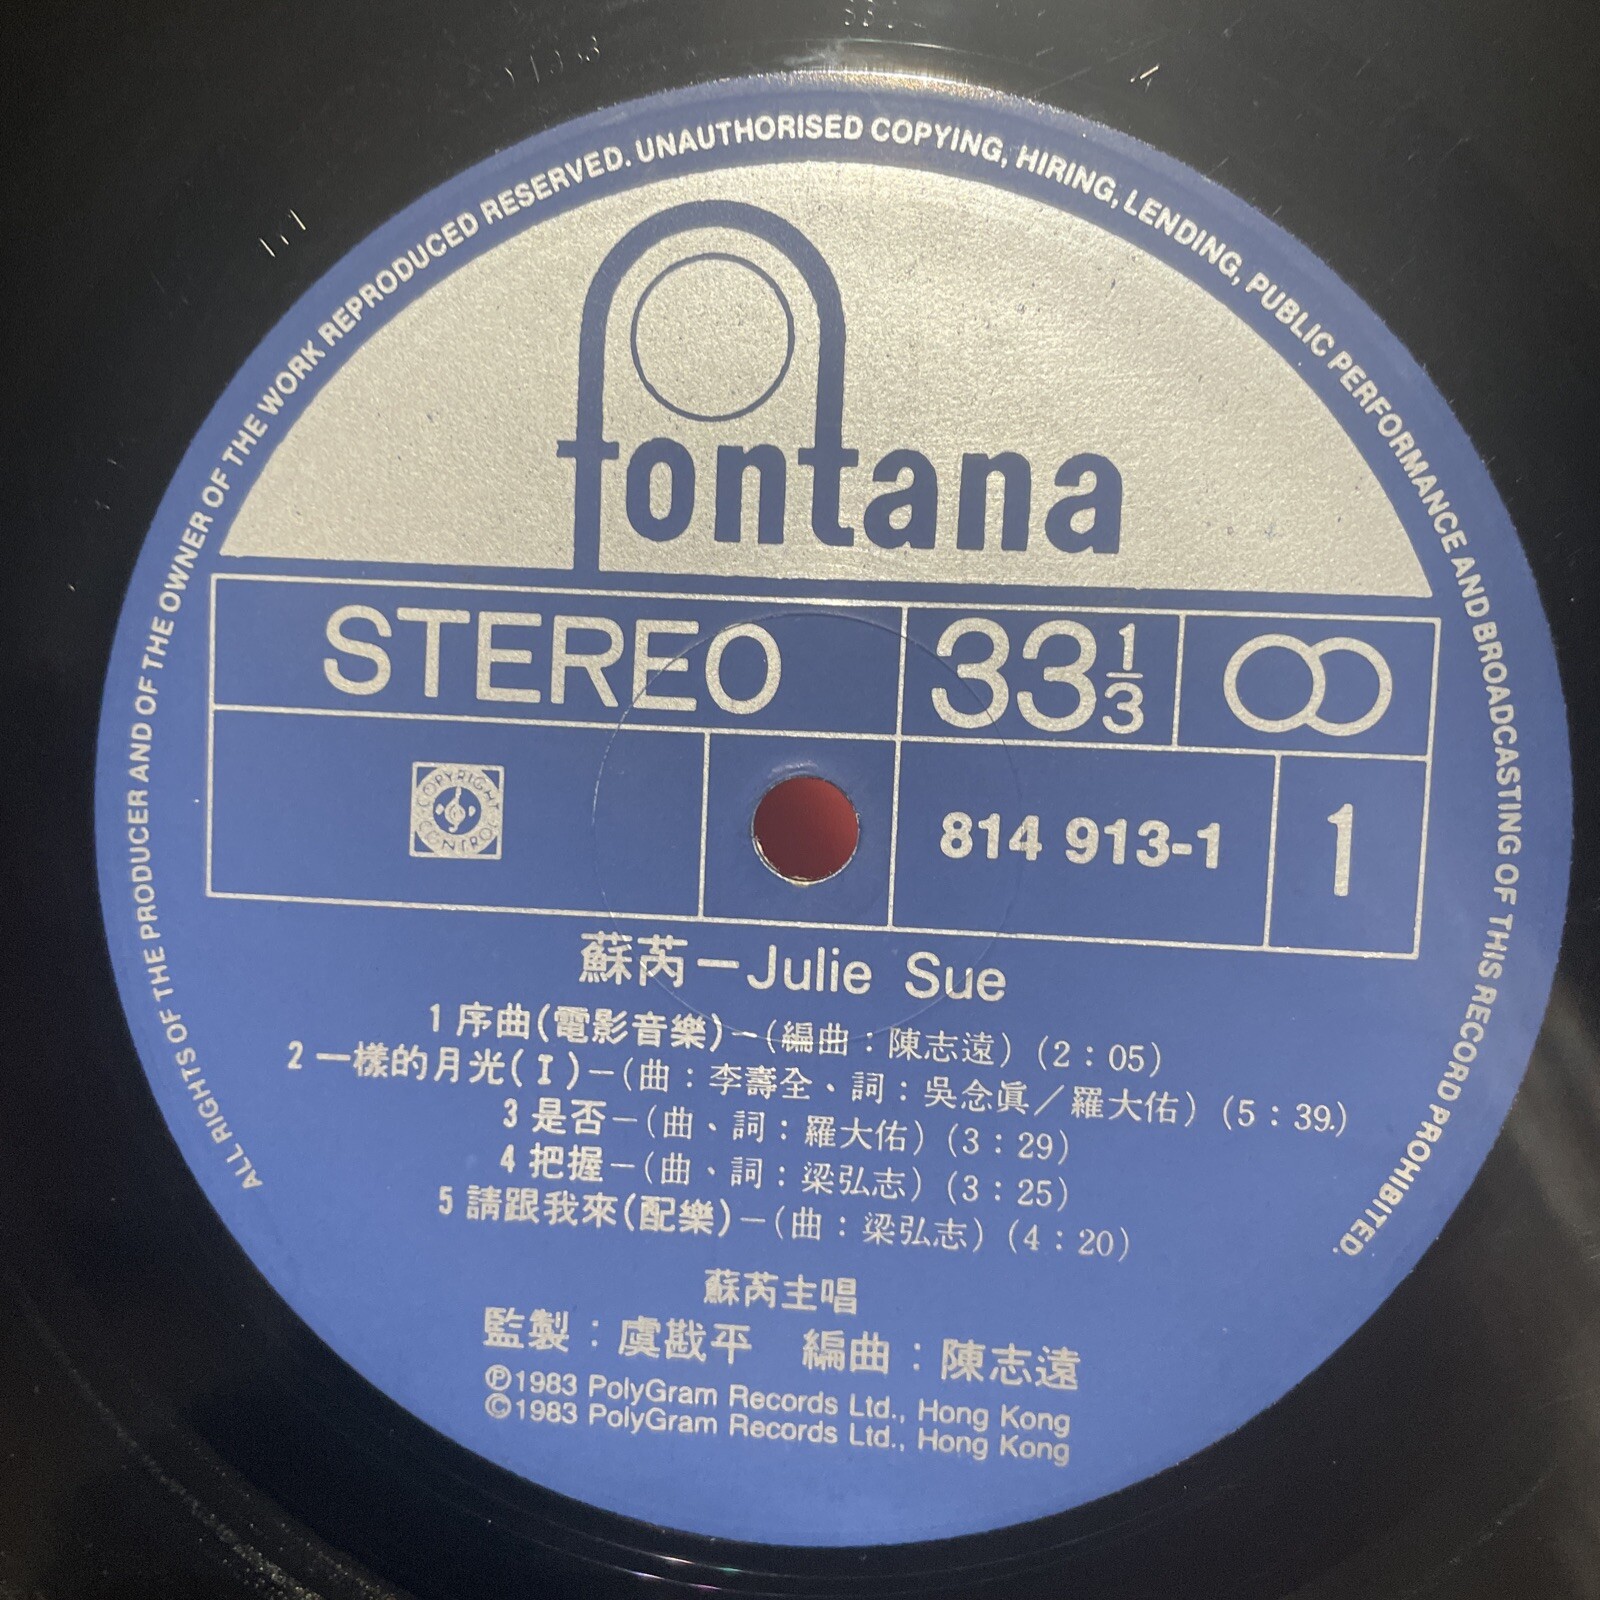 ALL RIGHTS OF THE PRODUCER AND OF THE OWNER OF THE WORK REPRODUCED RESERVED. UNAUTHORISED COPYING, HIRING, LENDING, PUBLIC PERFORMANCE AND BROADCASTING OF THIS RECORD PROHIBITED.
fontana
STEREO 33 1/3
COPYRIGHT CONTROL
814 913-1 1
蘇芮－Julie Sue
1 序曲(電影音樂)－(編曲：陳志遠) (2：05)
2 一樣的月光(I)－(曲：李壽全、詞：吳念眞／羅大佑) (5：39.)
3 是否－(曲、詞：羅大佑) (3：29)
4 把握－(曲、詞：梁弘志) (3：25)
5 請跟我來(配樂)－(曲：梁弘志) (4：20)
蘇芮主唱
監製：虞戡平 編曲：陳志遠
Ⓟ1983 PolyGram Records Ltd., Hong Kong
©1983 PolyGram Records Ltd., Hong Kong